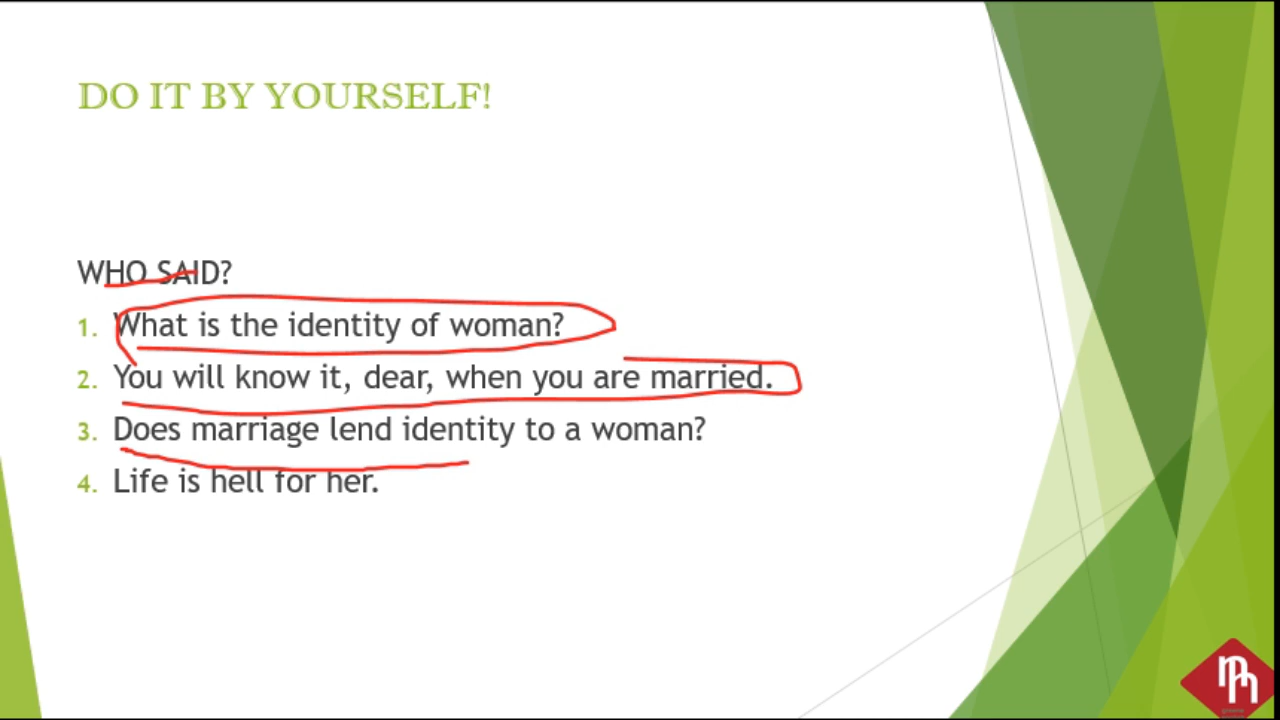 DO IT BY YOURSELF!
WHO SAID?
1. What is the identity of woman?
2. You will know it, dear, when you are married.
3. Does marriage lend identity to a woman?
4. Life is hell for her.